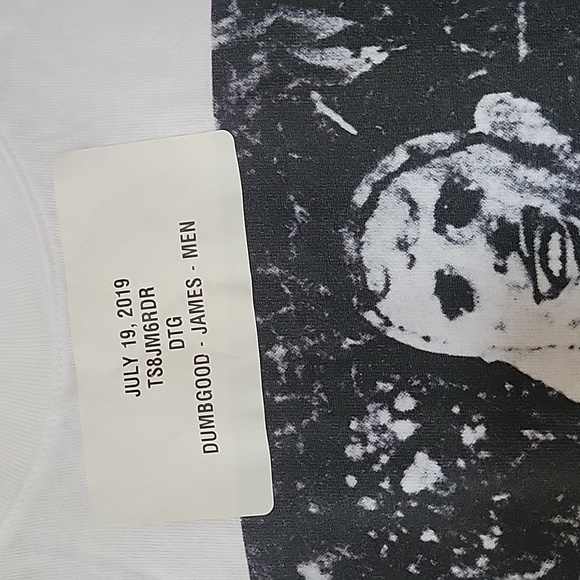 JULY 19, 2019
TS8JM6RDR
DTG
DUMBGOOD - JAMES - MEN